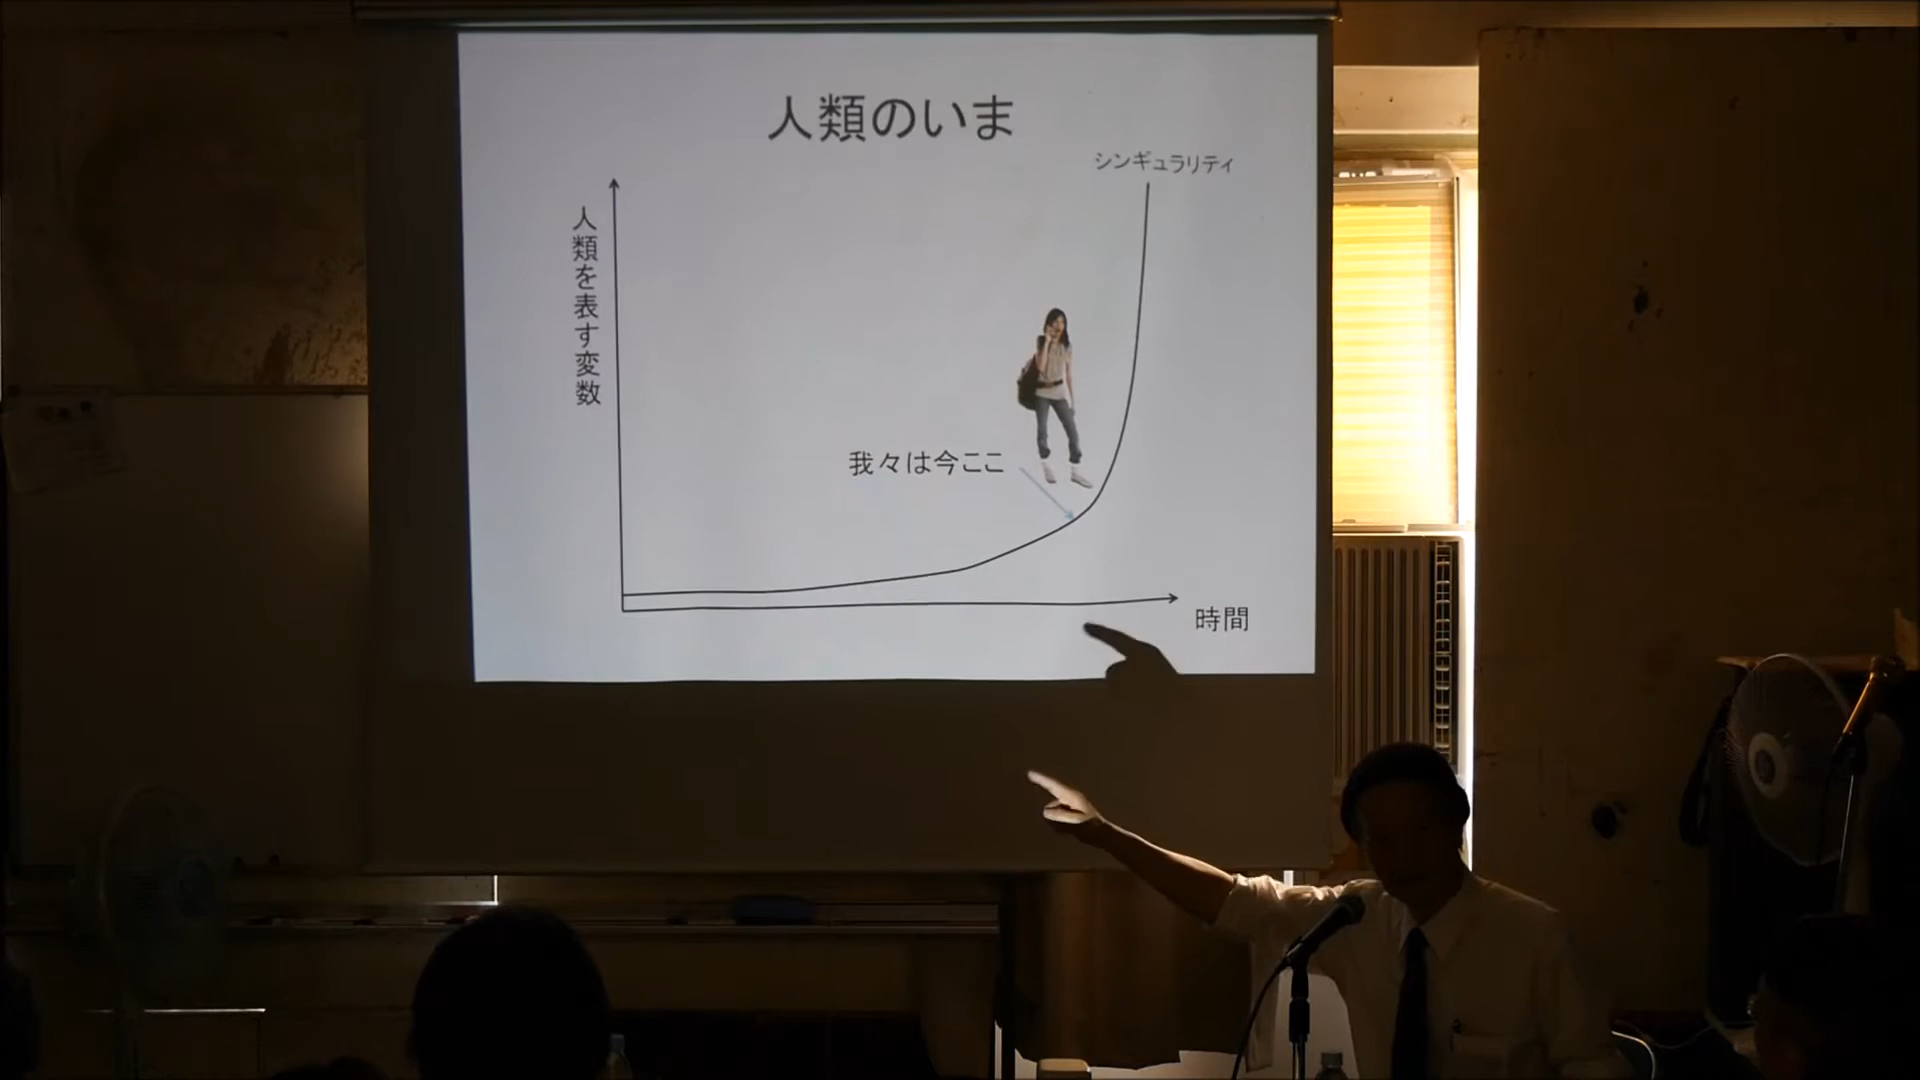 人類のいま
シンギュラリティ
人類を表す変数
我々は今ここ
時間